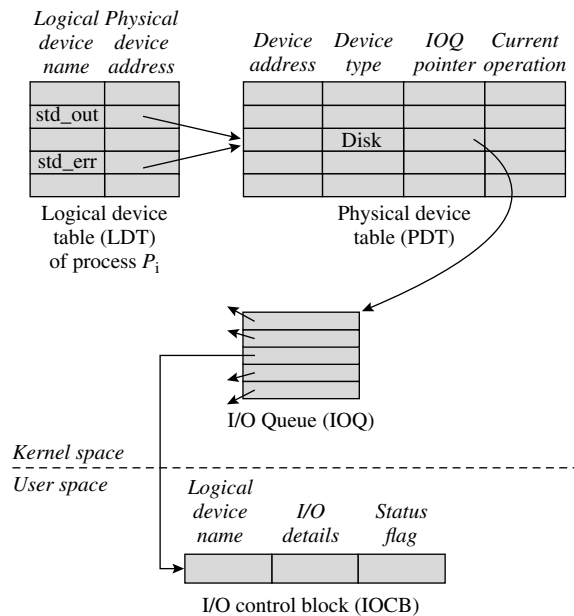 Logical device name
Physical device address
Device address
Device type
IOQ pointer
Current operation
std_out
std_err
Disk
Logical device
table (LDT)
of process Pi
Physical device
table (PDT)
I/O Queue (IOQ)
Kernel space
User space
Logical device name
I/O details
Status flag
I/O control block (IOCB)